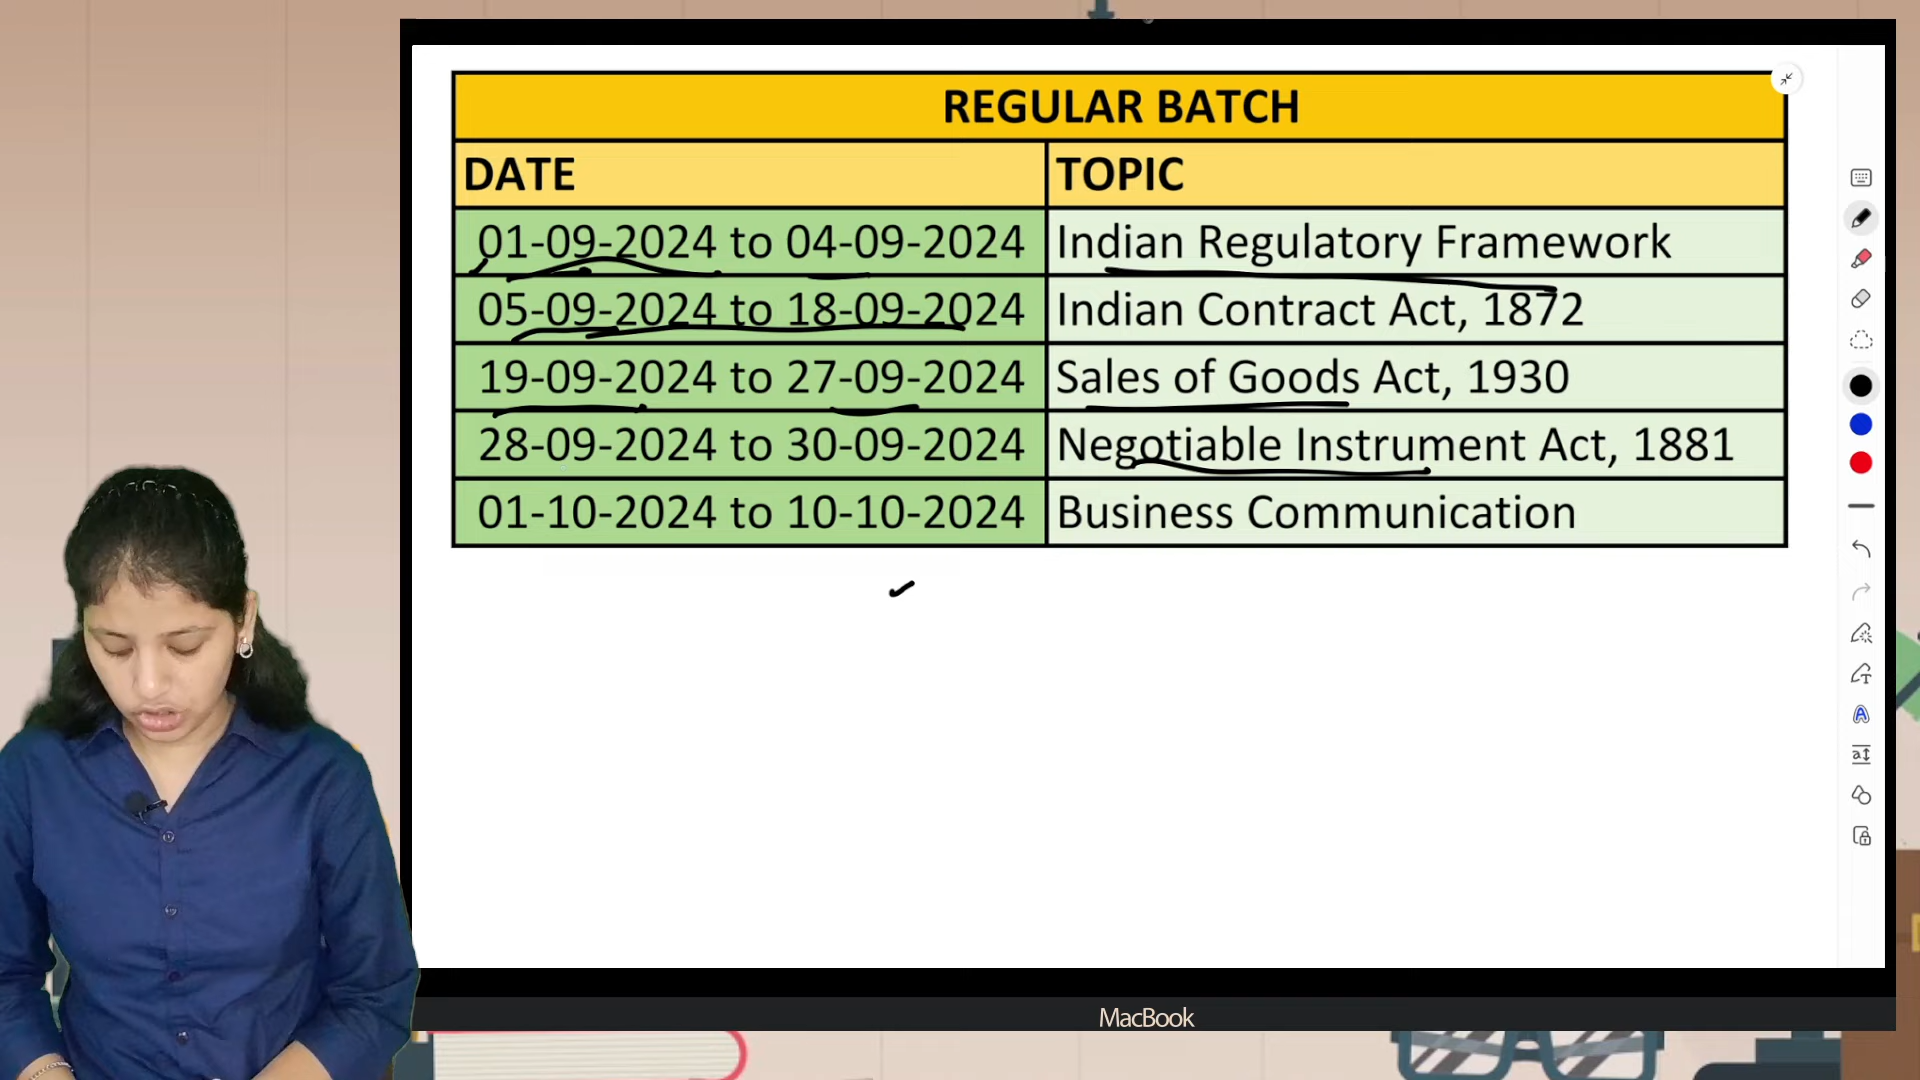 REGULAR BATCH
DATE TOPIC
01-09-2024 to 04-09-2024 Indian Regulatory Framework
05-09-2024 to 18-09-2024 Indian Contract Act, 1872
19-09-2024 to 27-09-2024 Sales of Goods Act, 1930
28-09-2024 to 30-09-2024 Negotiable Instrument Act, 1881
01-10-2024 to 10-10-2024 Business Communication
MacBook